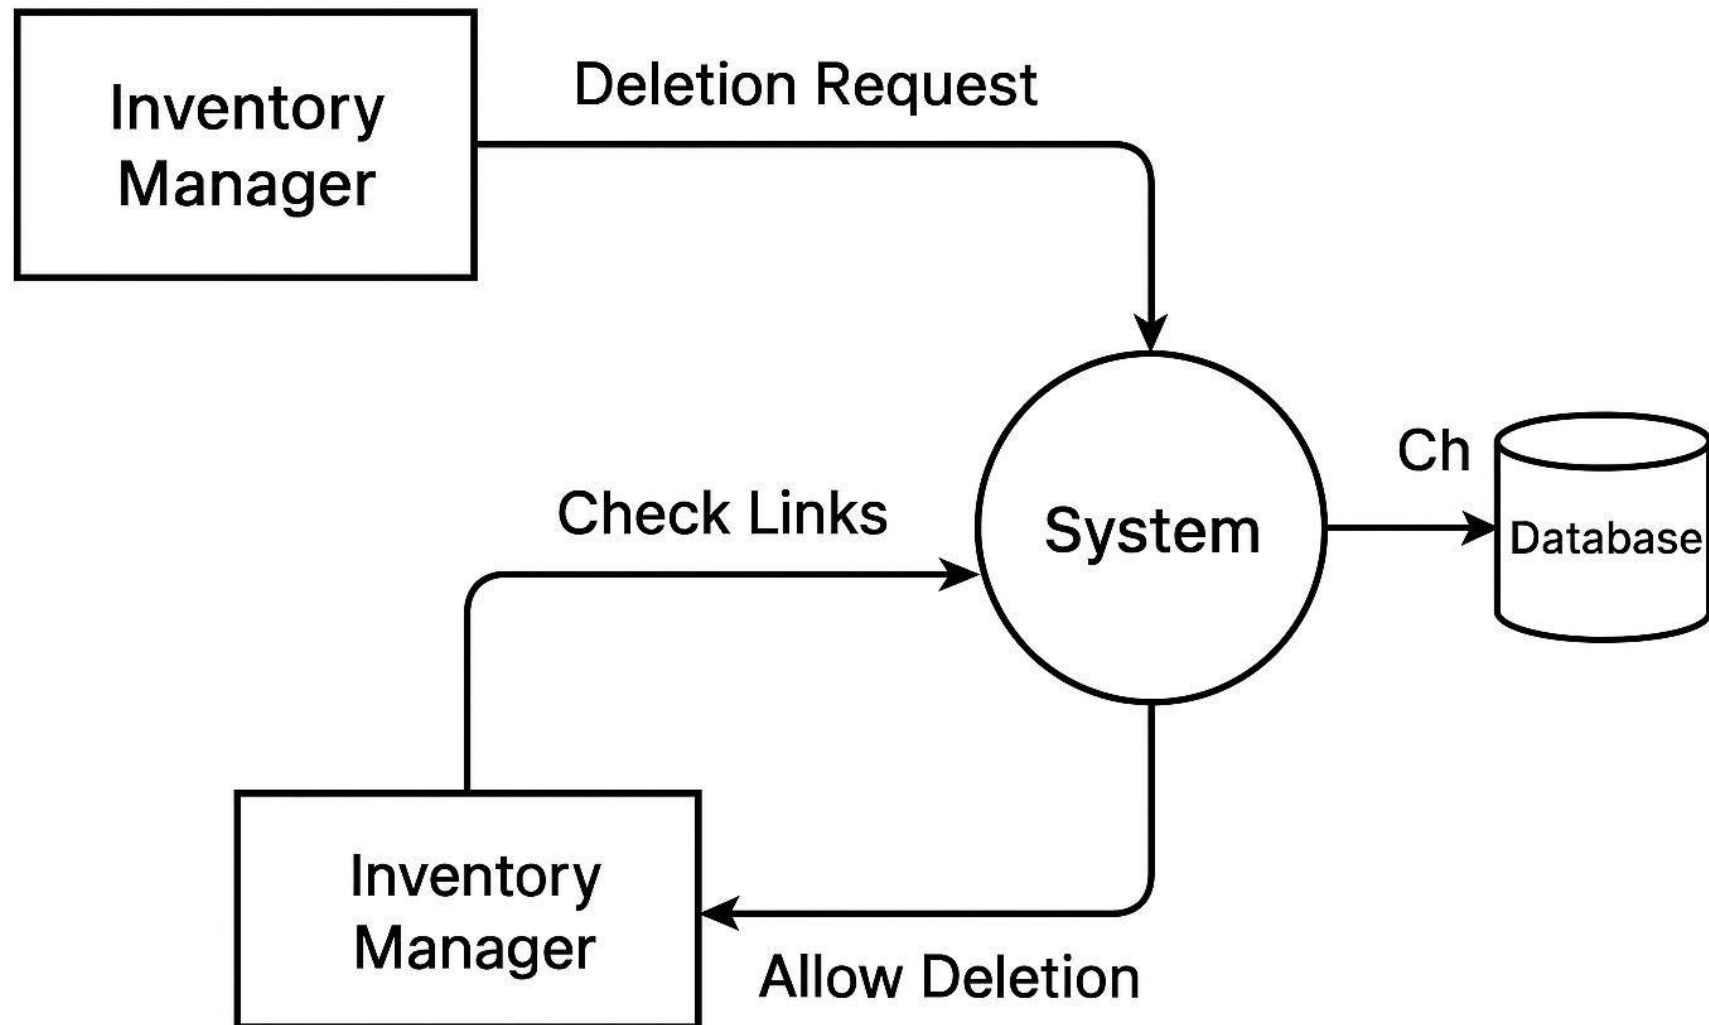 Inventory
Manager
Deletion Request
Ch
Check Links
System
Database
Inventory
Manager
Allow Deletion